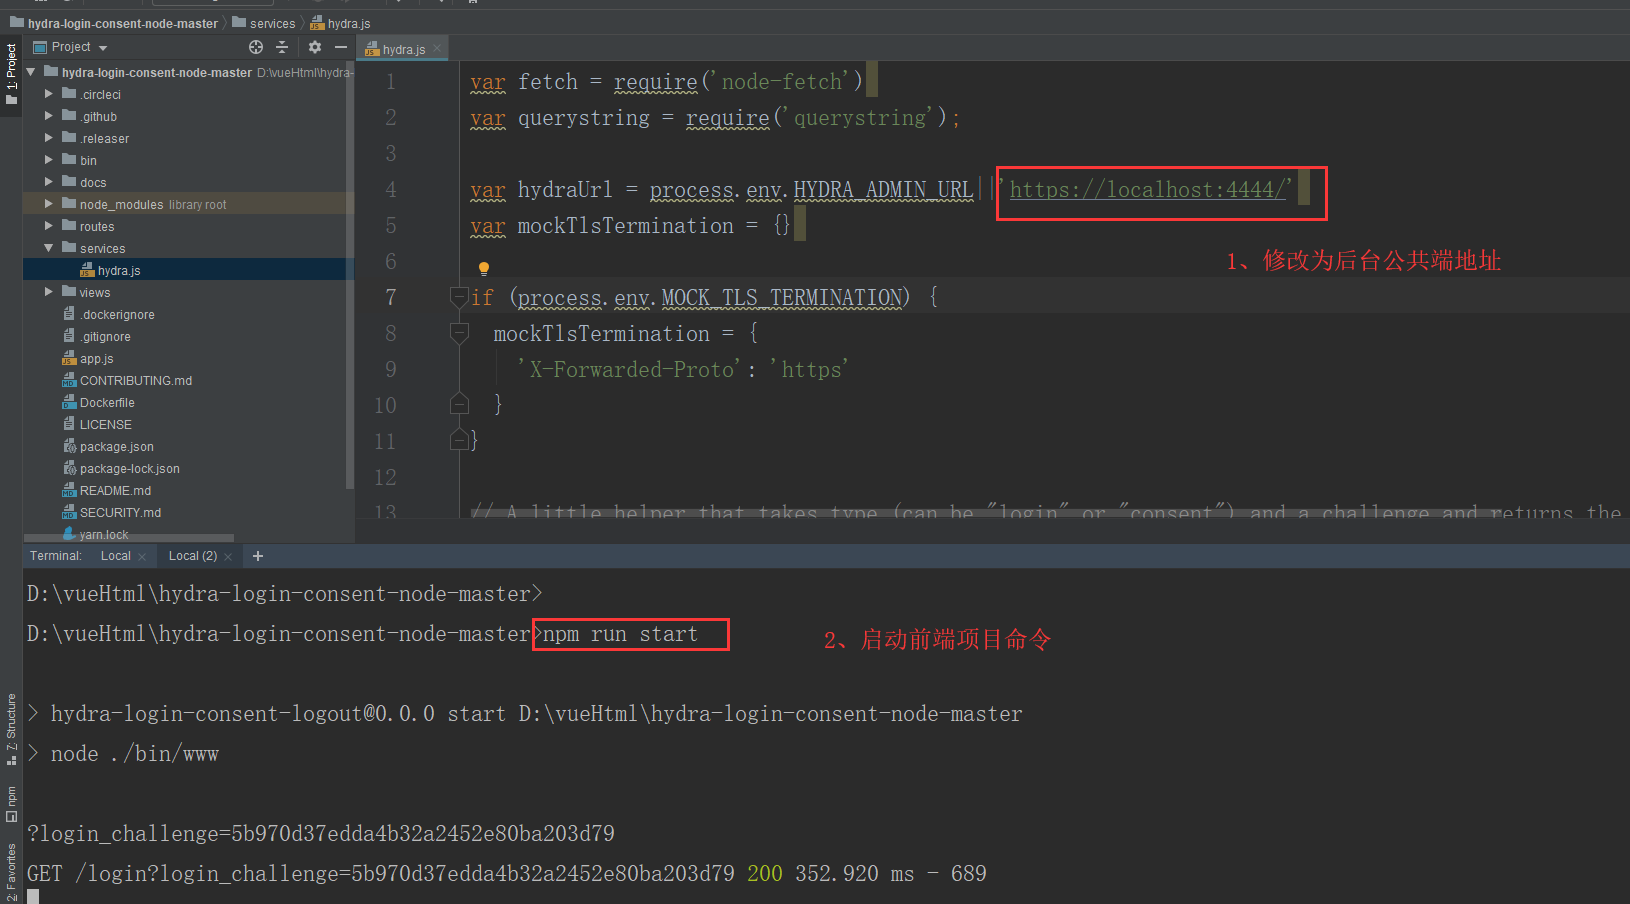 hydra-login-consent-node-master
services
hydra.js
1: Project
Project
hydra.js
hydra-login-consent-node-master D:\vueHtml\hydra-
.circleci
.github
.releaser
bin
docs
node_modules library root
routes
services
hydra.js
views
.dockerignore
.gitignore
app.js
CONTRIBUTING.md
Dockerfile
LICENSE
package.json
package-lock.json
README.md
SECURITY.md
yarn.lock
1 var fetch = require('node-fetch')
2 var querystring = require('querystring');
3
4 var hydraUrl = process.env.HYDRA_ADMIN_URL||'https://localhost:4444/'
5 var mockTlsTermination = {}
1、修改为后台公共端地址
6
7 if (process.env.MOCK_TLS_TERMINATION) {
8 mockTlsTermination = {
9 'X-Forwarded-Proto': 'https'
10 }
11 }
12
13 // A little helper that takes type (can be "login" or "consent") and a challenge and returns the
Terminal: Local Local (2) +
D:\vueHtml\hydra-login-consent-node-master>
D:\vueHtml\hydra-login-consent-node-master>npm run start
2、启动前端项目命令
> hydra-login-consent-logout@0.0.0 start D:\vueHtml\hydra-login-consent-node-master
> node ./bin/www
?login_challenge=5b970d37edda4b32a2452e80ba203d79
GET /login?login_challenge=5b970d37edda4b32a2452e80ba203d79 200 352.920 ms - 689
7: Structure
npm
2: Favorites